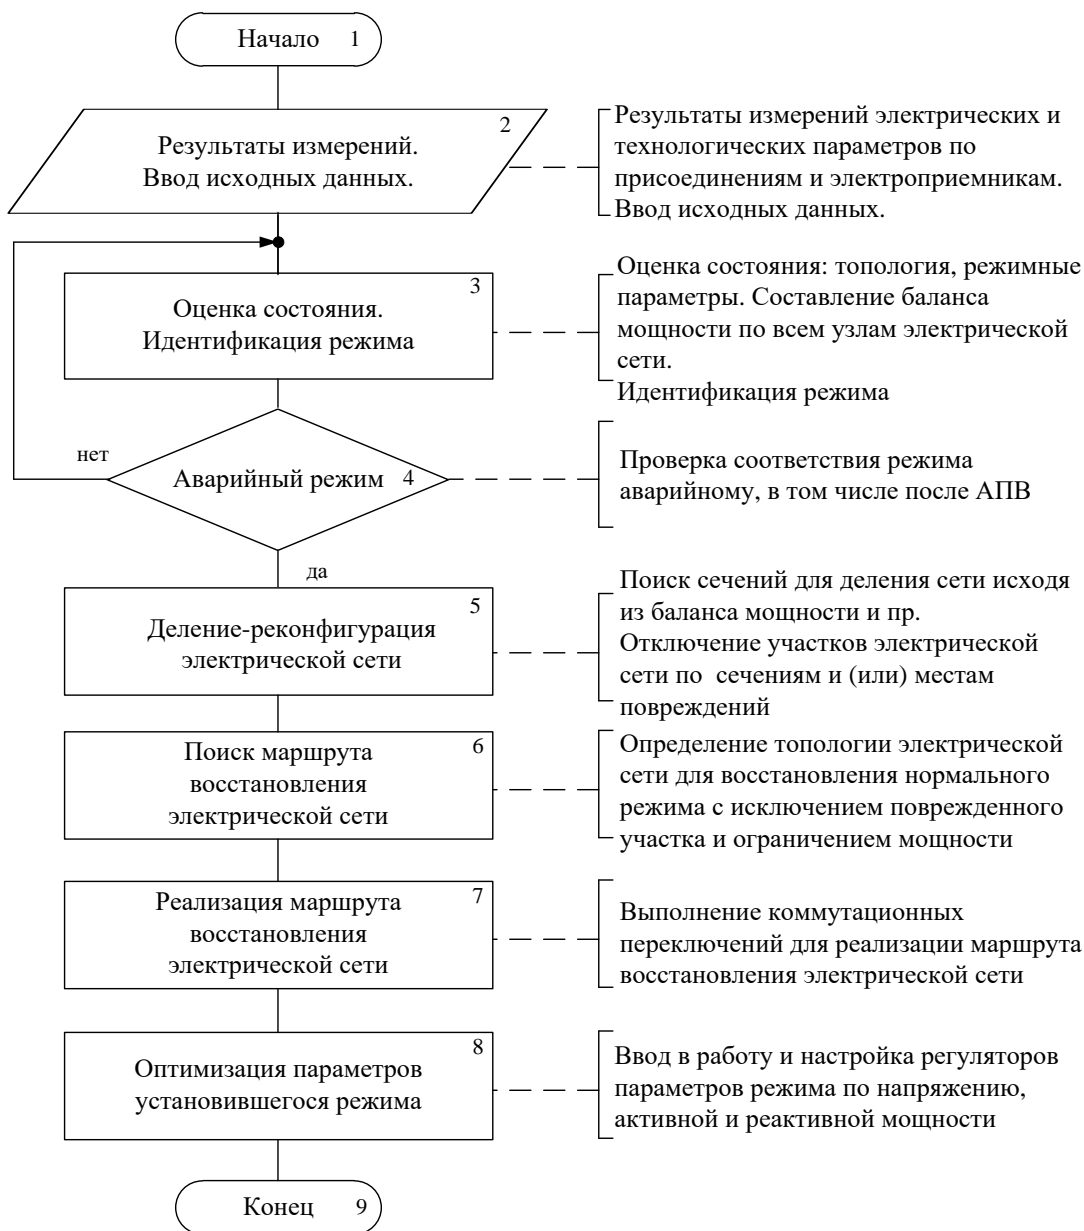 Начало 1
2
Результаты измерений.
Ввод исходных данных.
Результаты измерений электрических и
технологических параметров по
присоединениям и электроприемникам.
Ввод исходных данных.
3
Оценка состояния.
Идентификация режима
Оценка состояния: топология, режимные
параметры. Составление баланса
мощности по всем узлам электрической
сети.
Идентификация режима
нет
Аварийный режим 4
Проверка соответствия режима
аварийному, в том числе после АПВ
да
5
Деление-реконфигурация
электрической сети
Поиск сечений для деления сети исходя
из баланса мощности и пр.
Отключение участков электрической
сети по сечениям и (или) местам
повреждений
6
Поиск маршрута
восстановления
электрической сети
Определение топологии электрической
сети для восстановления нормального
режима с исключением поврежденного
участка и ограничением мощности
7
Реализация маршрута
восстановления
электрической сети
Выполнение коммутационных
переключений для реализации маршрута
восстановления электрической сети
8
Оптимизация параметров
установившегося режима
Ввод в работу и настройка регуляторов
параметров режима по напряжению,
активной и реактивной мощности
Конец 9